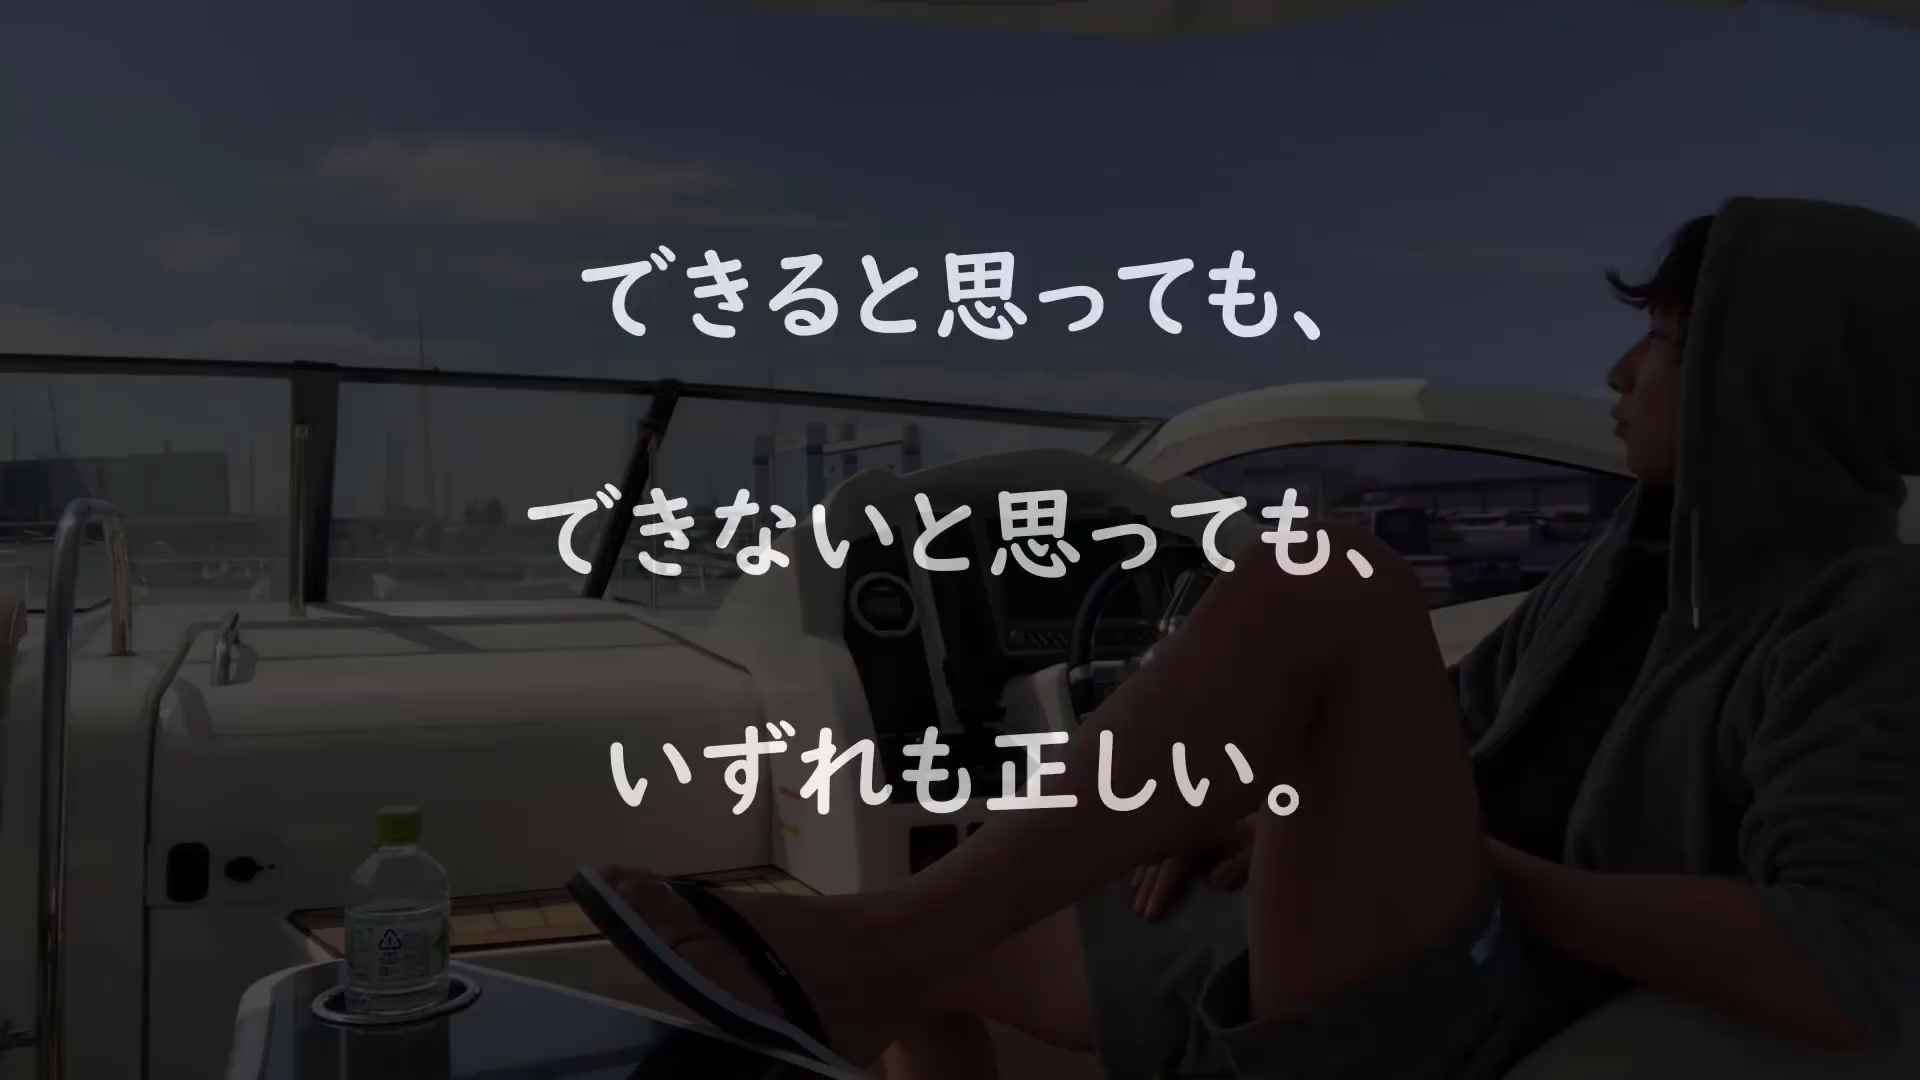 できると思っても、
できないと思っても、
いずれも正しい。